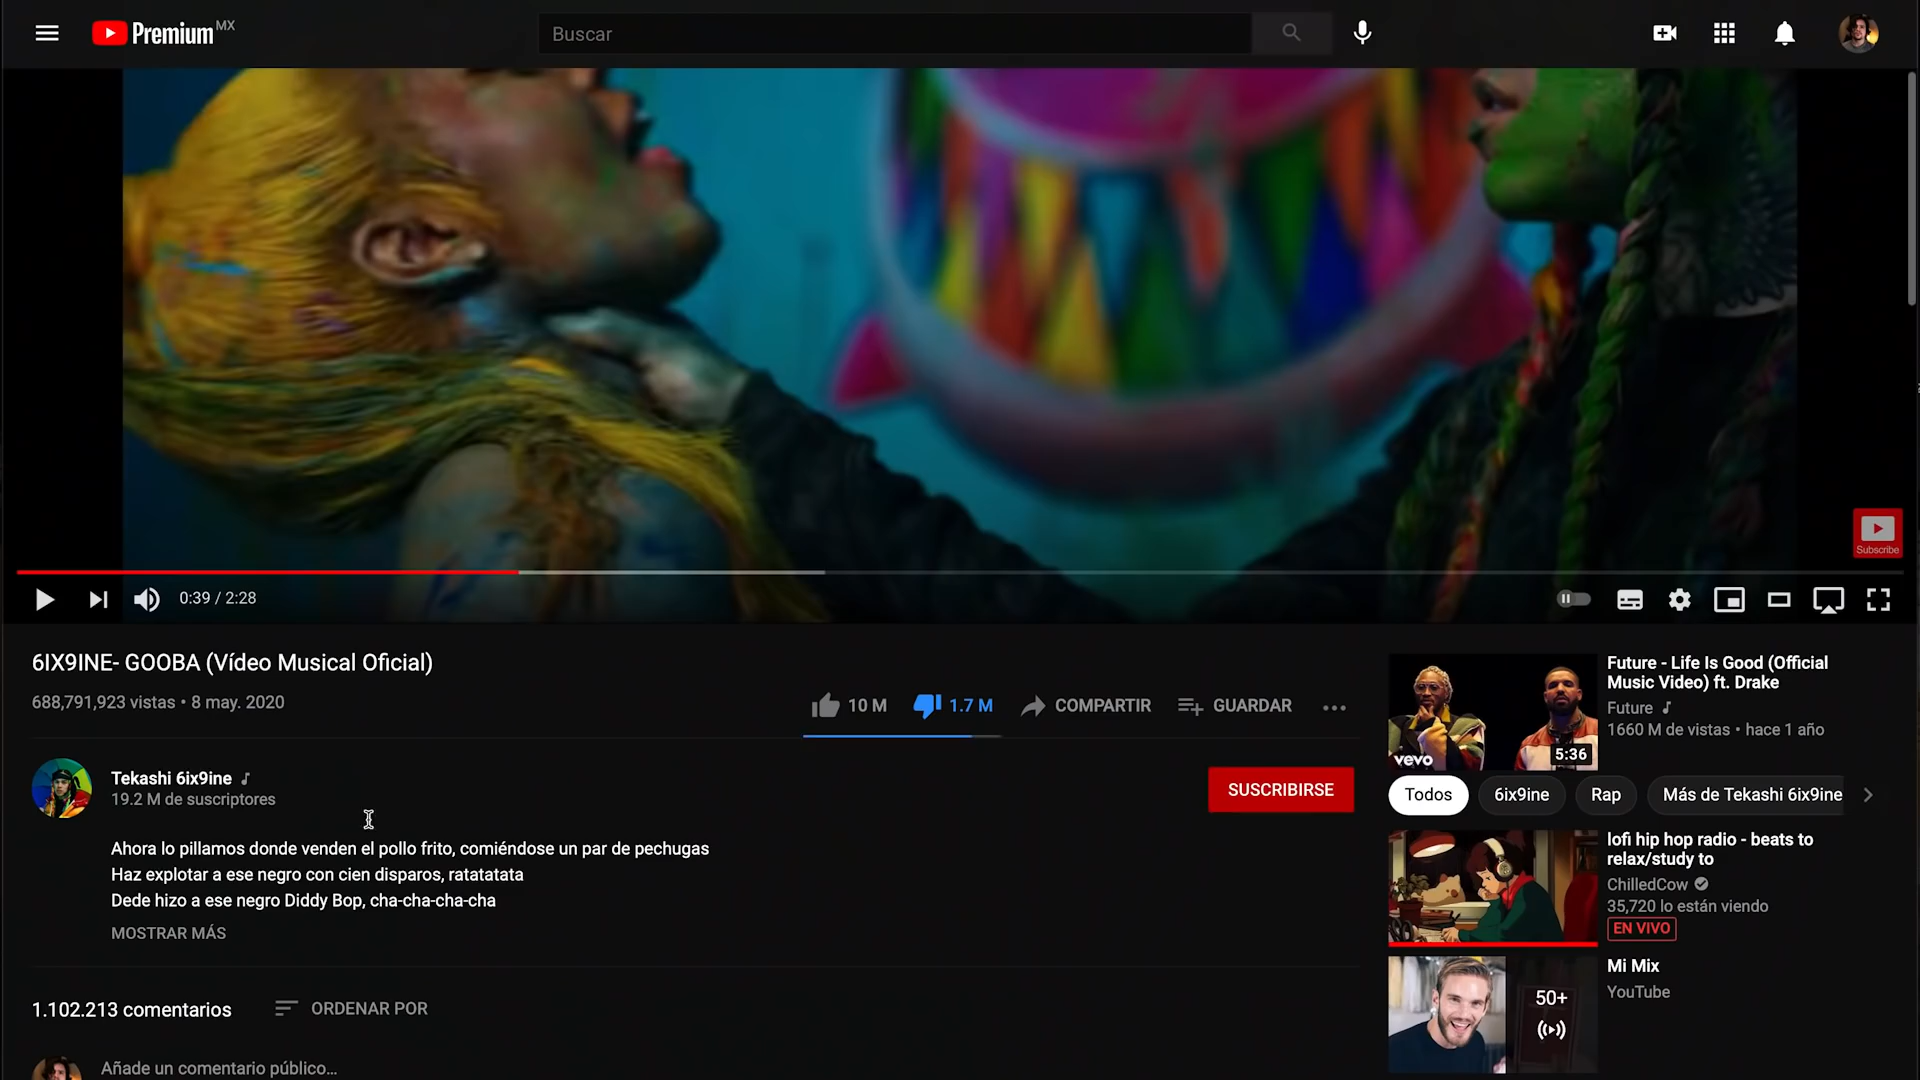 Premium MX
Buscar
Subscribe
0:39 / 2:28
6IX9INE- GOOBA (Vídeo Musical Oficial)
688,791,923 vistas • 8 may. 2020
10 M
1.7 M
COMPARTIR
GUARDAR
Tekashi 6ix9ine
19.2 M de suscriptores
SUSCRIBIRSE
Ahora lo pillamos donde venden el pollo frito, comiéndose un par de pechugas
Haz explotar a ese negro con cien disparos, ratatatata
Dede hizo a ese negro Diddy Bop, cha-cha-cha-cha
MOSTRAR MÁS
1.102.213 comentarios
ORDENAR POR
Añade un comentario público...
vevo
5:36
Future - Life Is Good (Official
Music Video) ft. Drake
Future
1660 M de vistas • hace 1 año
Todos
6ix9ine
Rap
Más de Tekashi 6ix9ine
lofi hip hop radio - beats to
relax/study to
ChilledCow
35,720 lo están viendo
EN VIVO
50+
Mi Mix
YouTube